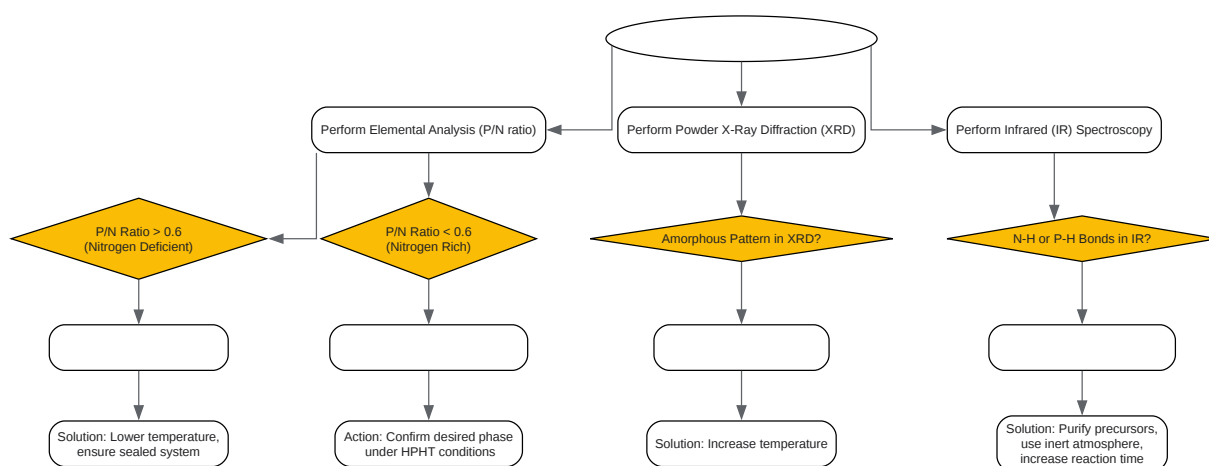 Perform Elemental Analysis (P/N ratio)
Perform Powder X-Ray Diffraction (XRD)
Perform Infrared (IR) Spectroscopy
P/N Ratio > 0.6
(Nitrogen Deficient)
P/N Ratio < 0.6
(Nitrogen Rich)
Amorphous Pattern in XRD?
N-H or P-H Bonds in IR?
Solution: Lower temperature,
ensure sealed system
Action: Confirm desired phase
under HPHT conditions
Solution: Increase temperature
Solution: Purify precursors,
use inert atmosphere,
increase reaction time